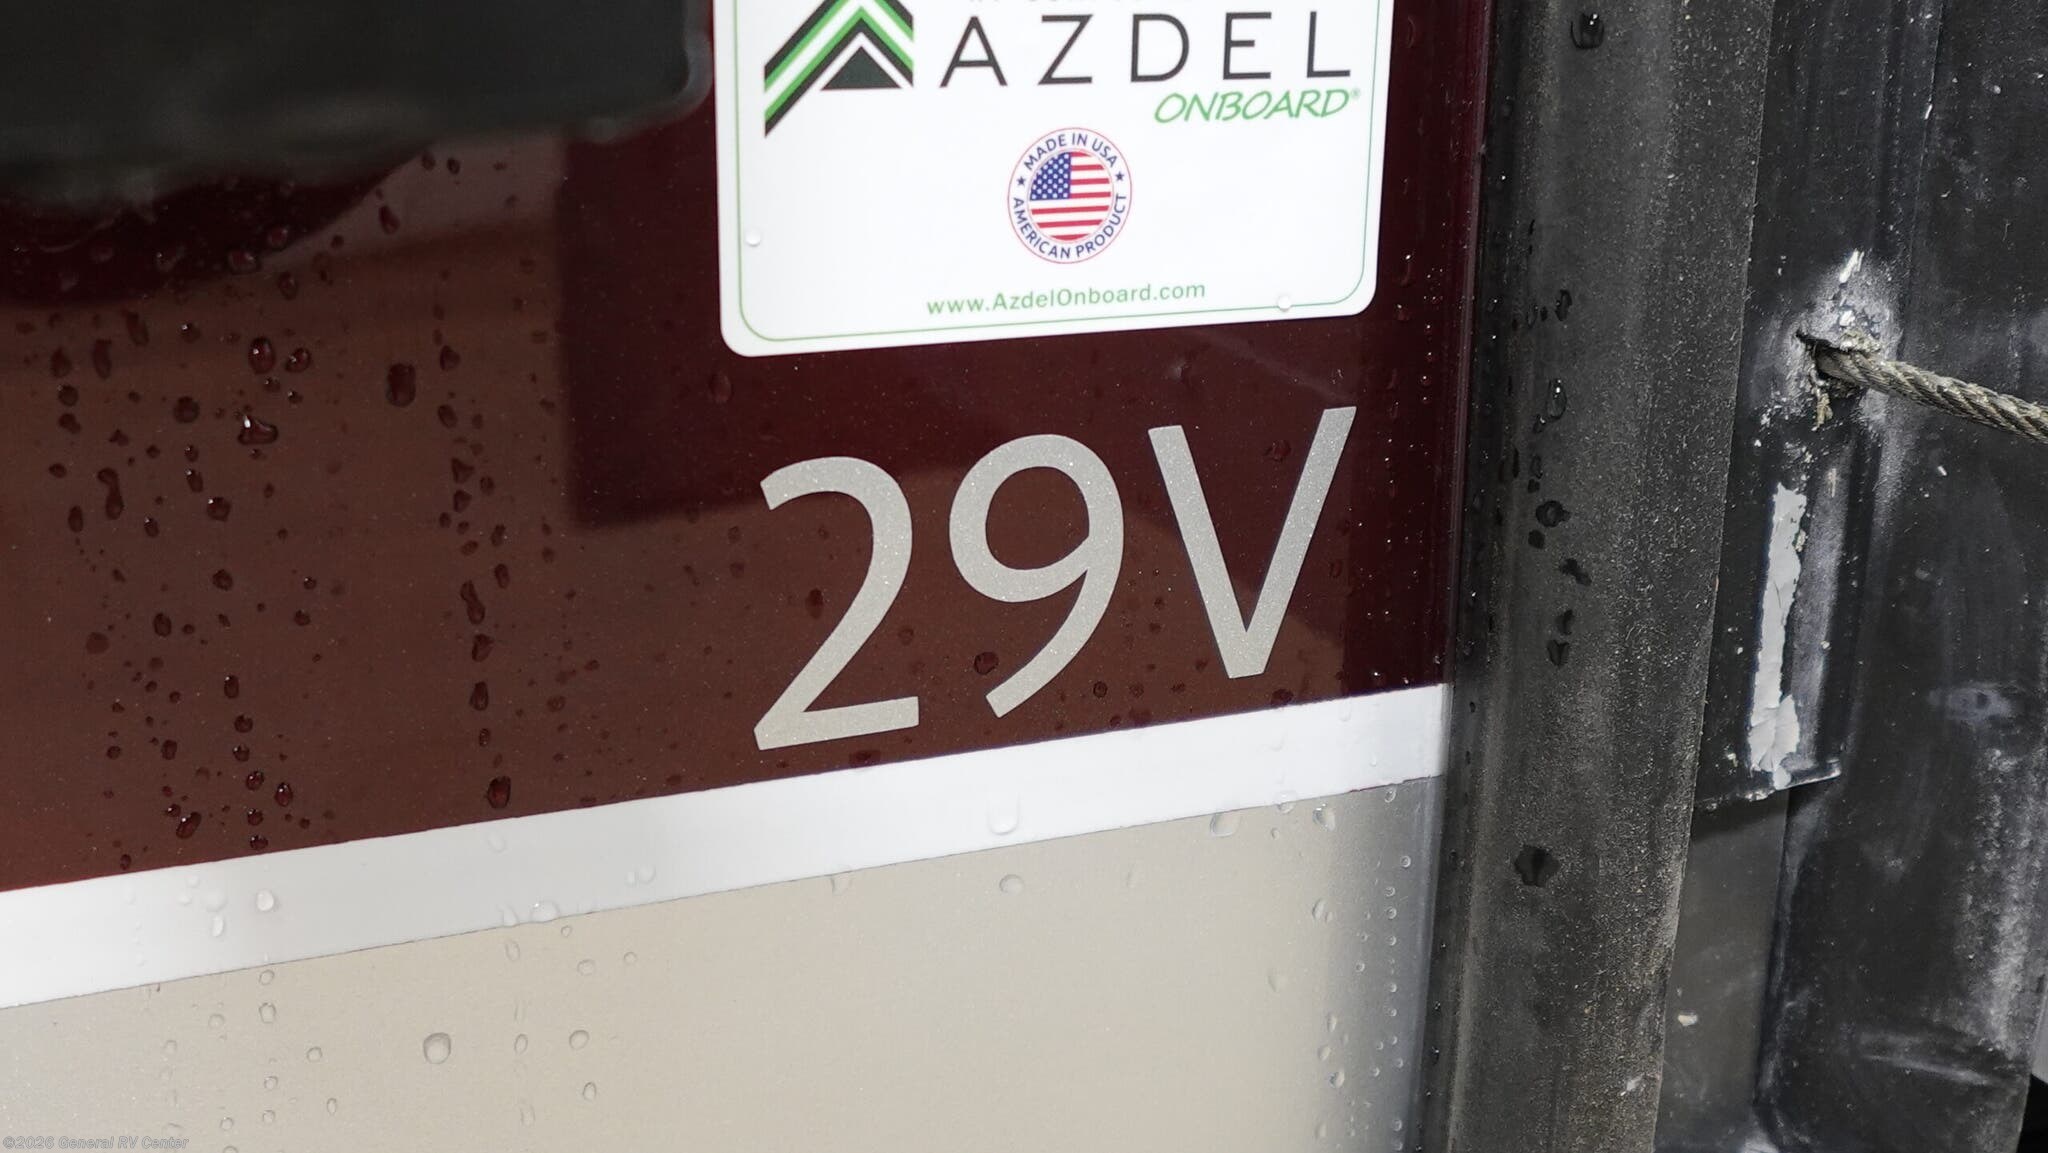 AZDEL
ONBOARD®
MADE IN USA
AMERICAN PRODUCT
www.AzdelOnboard.com
29V
©2026 General RV Center